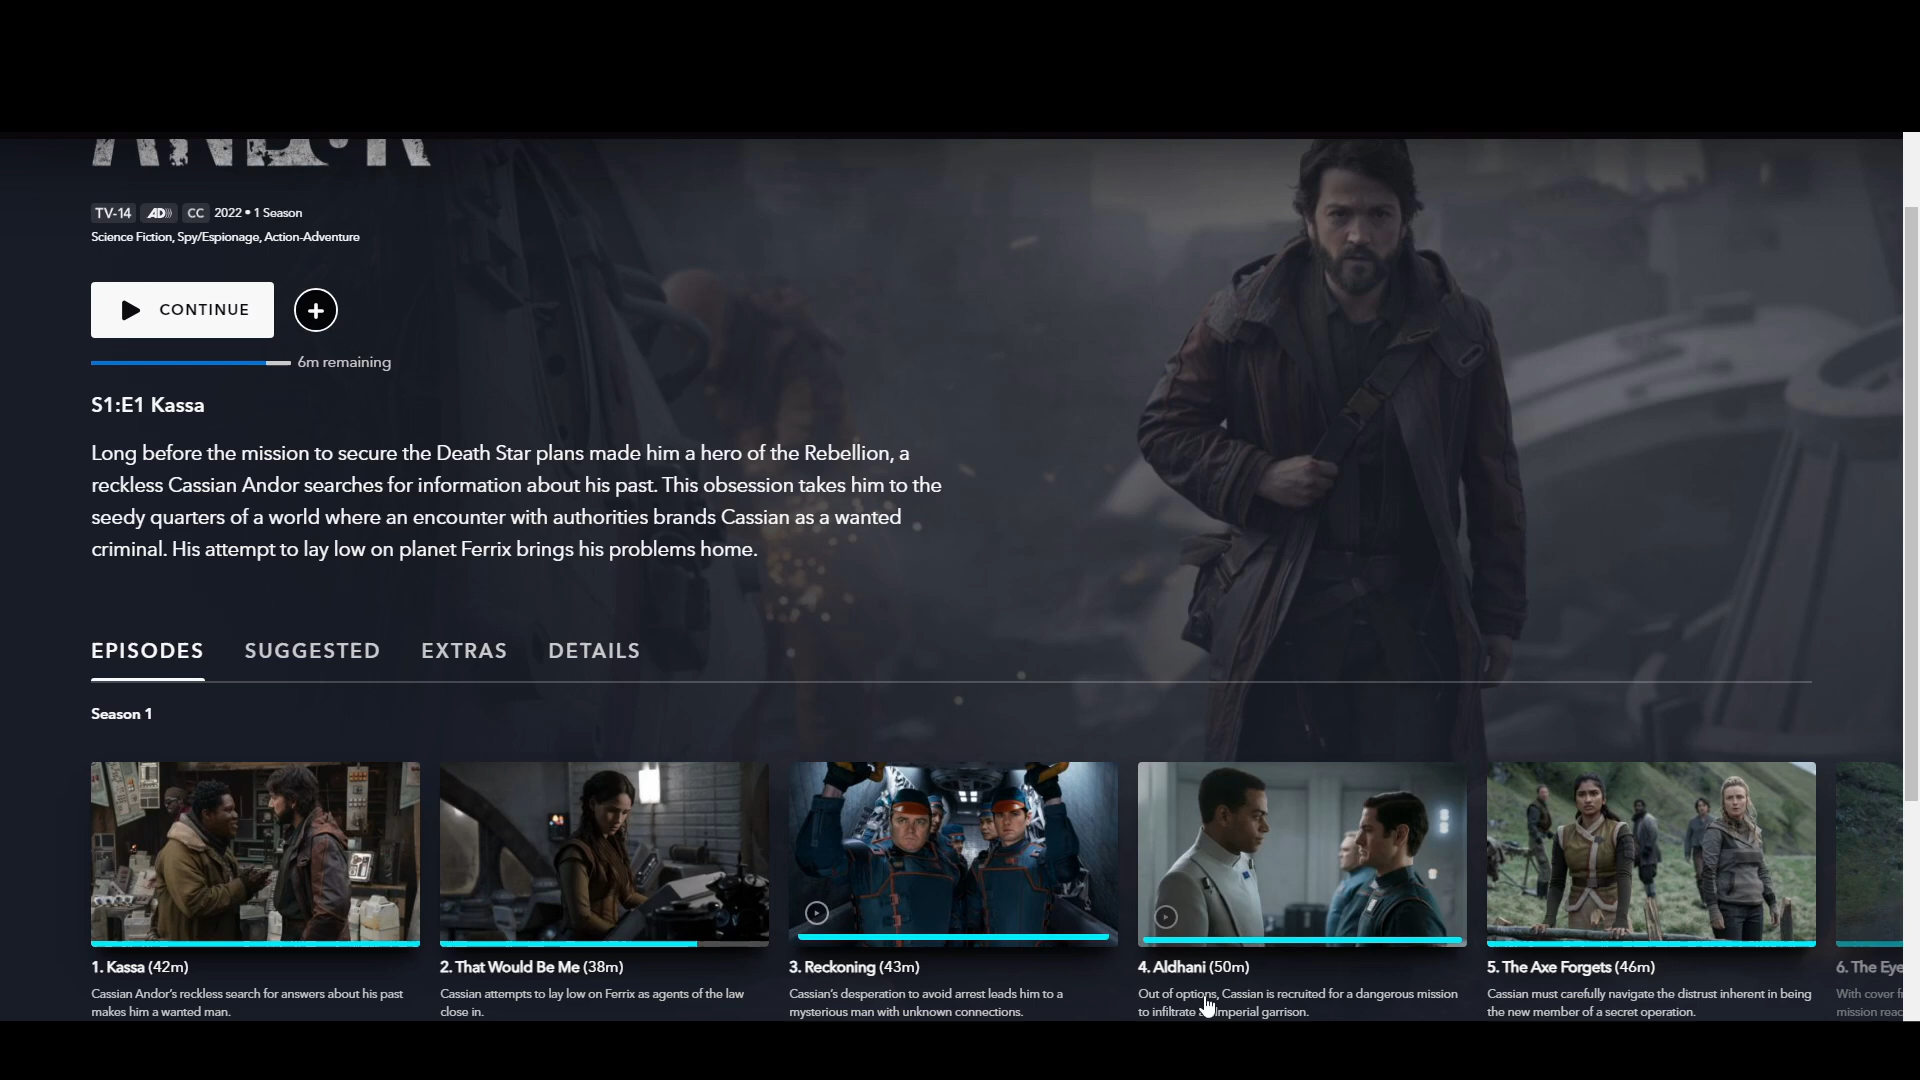 ANDOR
TV-14 AD CC 2022 • 1 Season
Science Fiction, Spy/Espionage, Action-Adventure
CONTINUE
6m remaining
S1:E1 Kassa
Long before the mission to secure the Death Star plans made him a hero of the Rebellion, a
reckless Cassian Andor searches for information about his past. This obsession takes him to the
seedy quarters of a world where an encounter with authorities brands Cassian as a wanted
criminal. His attempt to lay low on planet Ferrix brings his problems home.
EPISODES SUGGESTED EXTRAS DETAILS
Season 1
1. Kassa (42m)
Cassian Andor's reckless search for answers about his past
makes him a wanted man.
2. That Would Be Me (38m)
Cassian attempts to lay low on Ferrix as agents of the law
close in.
3. Reckoning (43m)
Cassian's desperation to avoid arrest leads him to a
mysterious man with unknown connections.
4. Aldhani (50m)
Out of options, Cassian is recruited for a dangerous mission
to infiltrate Imperial garrison.
5. The Axe Forgets (46m)
Cassian must carefully navigate the distrust inherent in being
the new member of a secret operation.
6. The Eye
With cover
mission